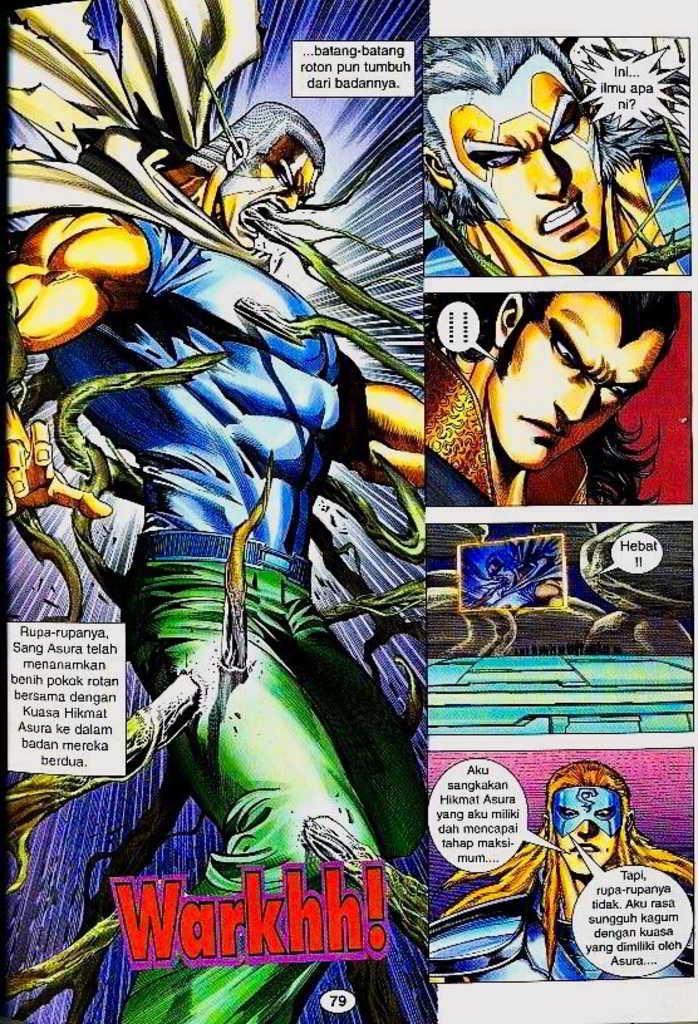 ...batang-batang
roton pun tumbuh
dari badannya.
Ini...
ilmu apa
ni?
Hebat
!!
Rupa-rupanya,
Sang Asura telah
menanamkan
benih pokok rotan
bersama dengan
Kuasa Hikmat
Asura ke dalam
badan mereka
berdua.
Aku
sangkakan
Hikmat Asura
yang aku miliki
dah mencapai
tahap maksi-
mum....
Tapi,
rupa-rupanya
tidak. Aku rasa
sungguh kagum
dengan kuasa
yang dimiliki oleh
Asura....
Warkhh!
79